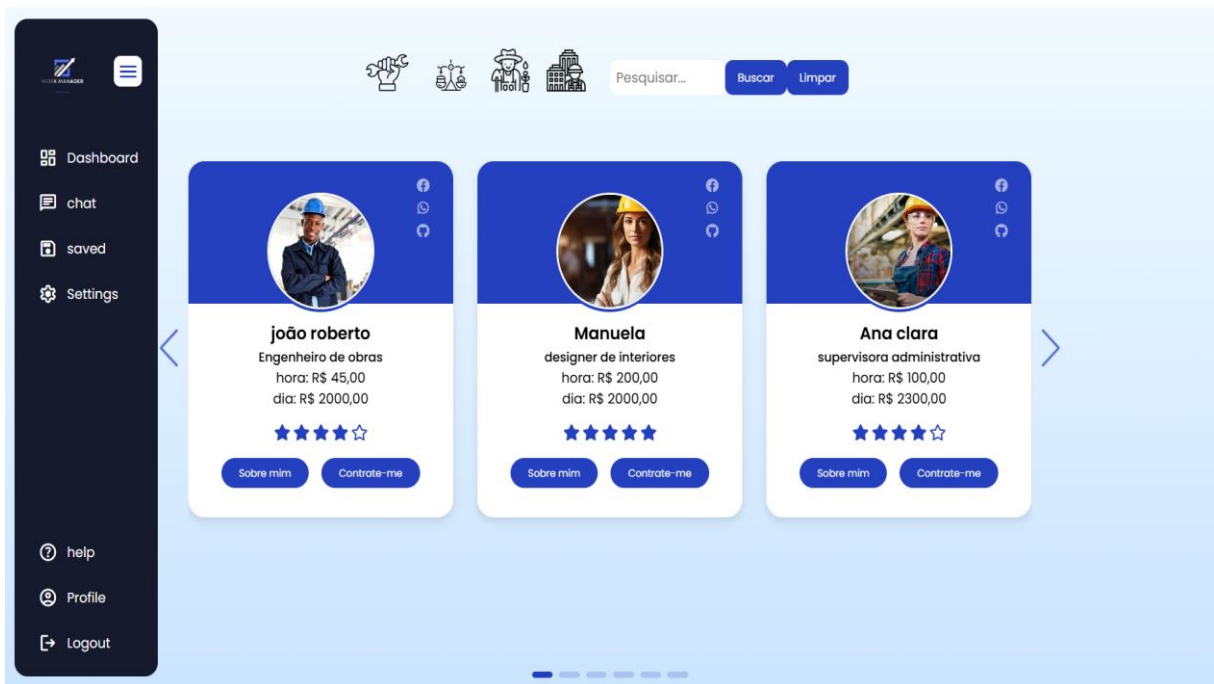 WORK MANAGER
Dashboard
chat
saved
Settings
help
Profile
Logout
Pesquisar...
Buscar
Limpar
joão roberto
Engenheiro de obras
hora: R$ 45,00
dia: R$ 2000,00
Sobre mim
Contrate-me
Manuela
designer de interiores
hora: R$ 200,00
dia: R$ 2000,00
Sobre mim
Contrate-me
Ana clara
supervisora administrativa
hora: R$ 100,00
dia: R$ 2300,00
Sobre mim
Contrate-me